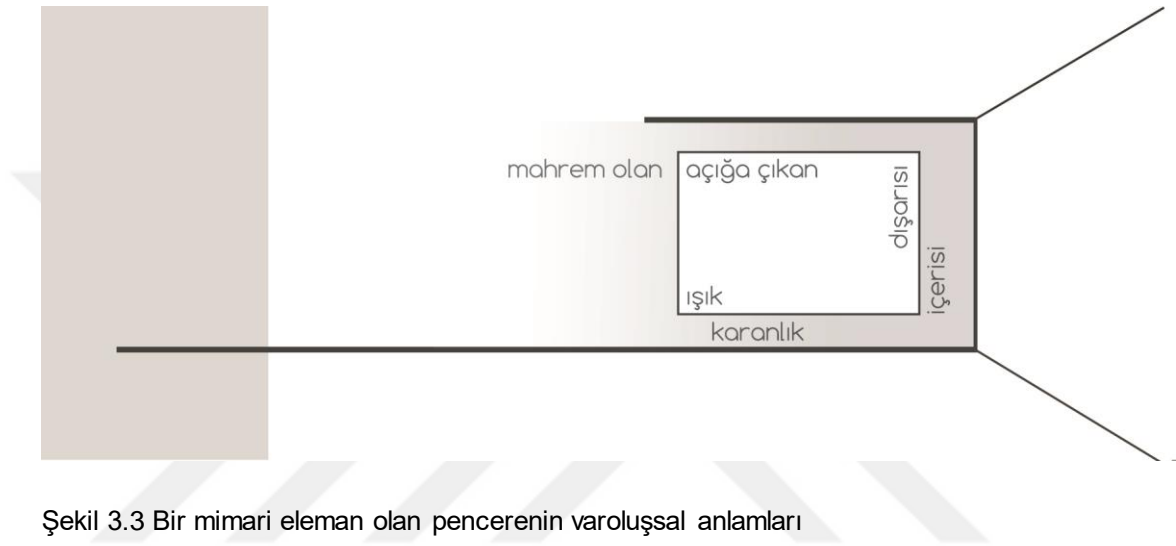 mahrem olan
açığa çıkan
dışarısı
içerisi
ışık
karanlık
Şekil 3.3 Bir mimari eleman olan pencerenin varoluşsal anlamları